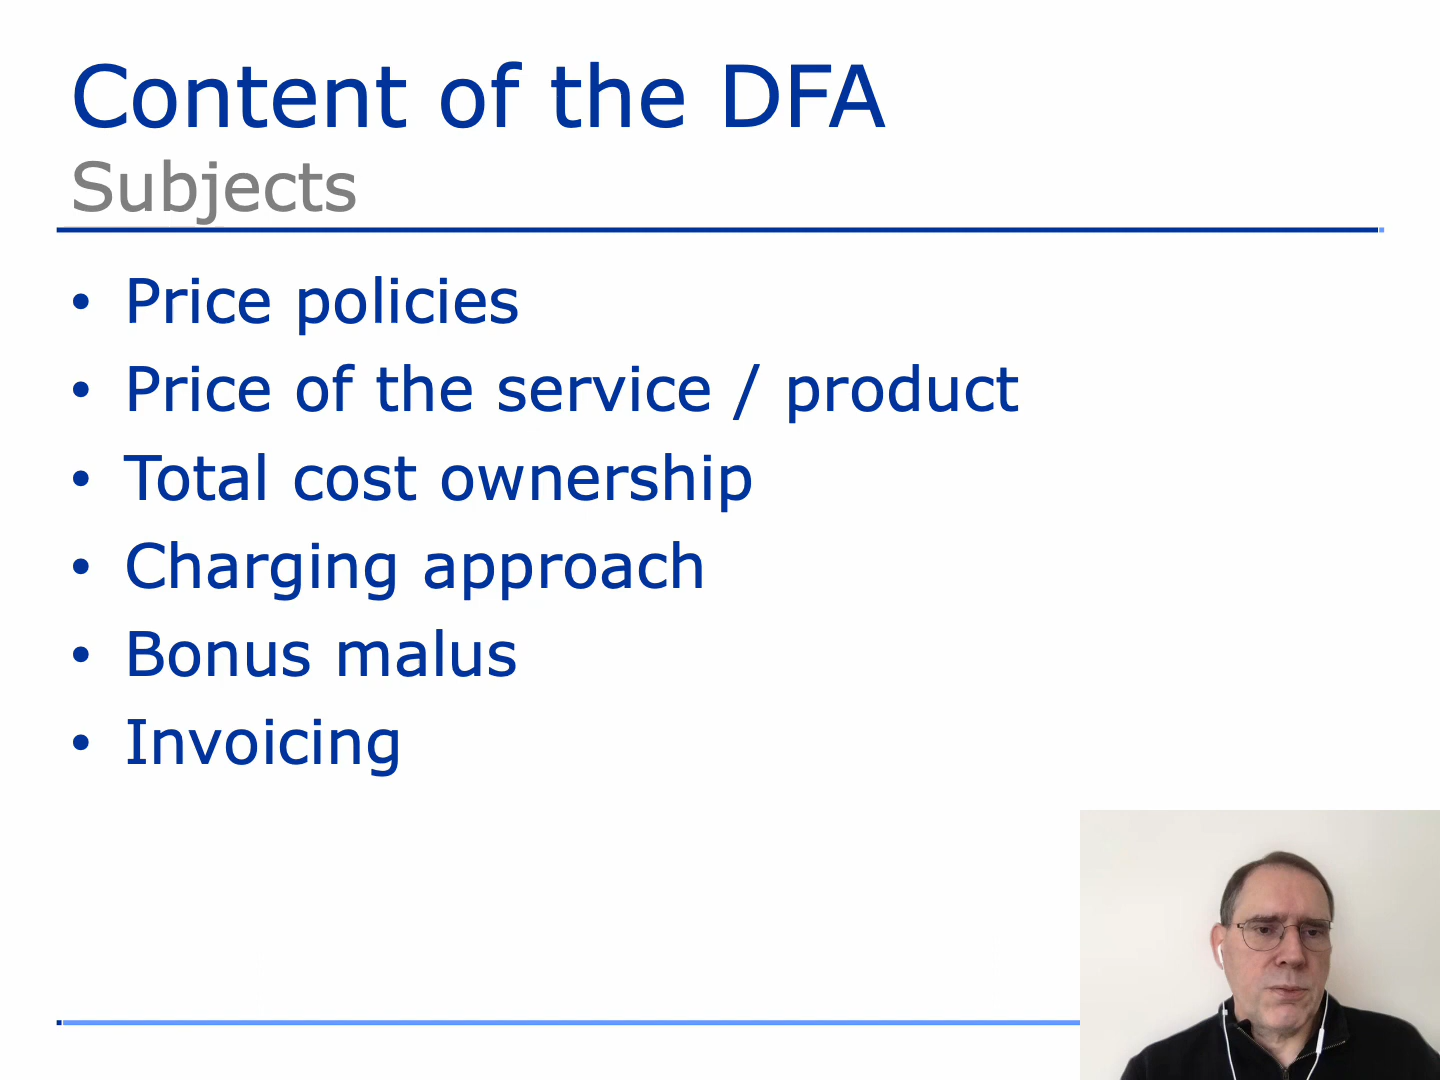 Content of the DFA
Subjects
• Price policies
• Price of the service / product
• Total cost ownership
• Charging approach
• Bonus malus
• Invoicing